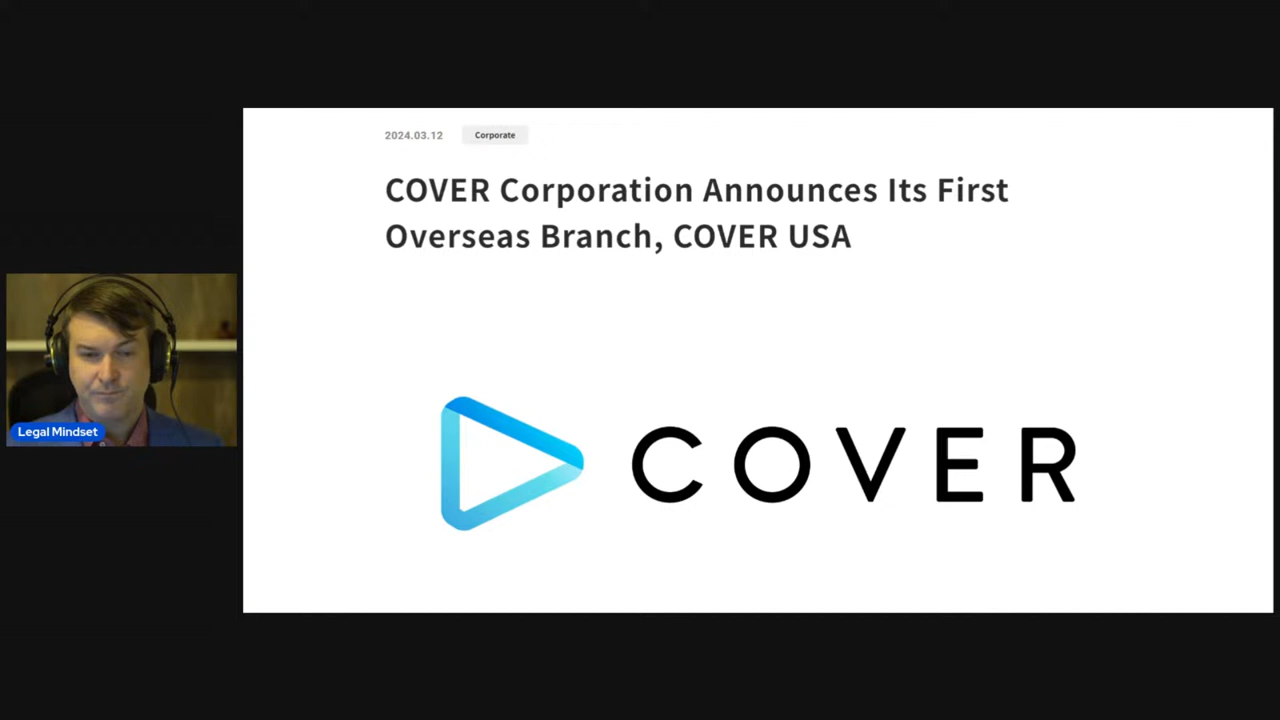 2024.03.12 Corporate
COVER Corporation Announces Its First
Overseas Branch, COVER USA
COVER
Legal Mindset